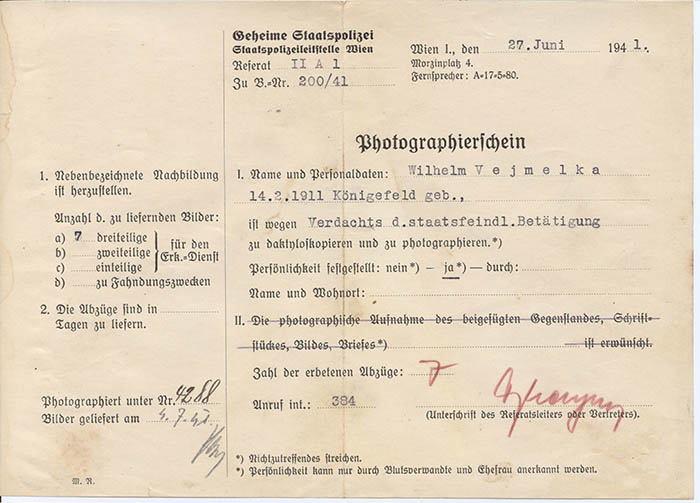 Geheime Staatspolizei
Staatspolizeileitstelle Wien
Referat II A 1
Zu B.=Nr. 200/41
Wien I., den 27.Juni 1941.
Morzinplatz 4.
Fernsprecher: A=17=5=80.
Photographierschein
1. Nebenbezeichnete Nachbildung
ist herzustellen.
Anzahl d. zu liefernden Bilder:
a) 7 dreiteilige
b) zweiteilige
c) einteilige
für den
Erk.=Dienst
d) zu Fahndungszwecken
2. Die Abzüge sind in
Tagen zu liefern.
Photographiert unter Nr. 4288
Bilder geliefert am 4.7.41.
M. R.
I. Name und Personaldaten: Wilhelm V e j m e l k a
14.2.1911 Königefeld geb.,
ist wegen Verdachts d.staatsfeindl.Betätigung
zu daktyloskopieren und zu photographieren.*)
Persönlichkeit festgestellt: nein*) – ja*) – durch:
Name und Wohnort:
II. Die photographische Aufnahme des beigefügten Gegenstandes, Schrift-
stückes, Bildes, Briefes*) ist erwünscht.
Zahl der erbetenen Abzüge: 7
Anruf int.: 384
(Unterschrift des Referatsleiters oder Vertreters).
*) Nichtzutreffendes streichen.
*) Persönlichkeit kann nur durch Blutsverwandte und Ehefrau anerkannt werden.